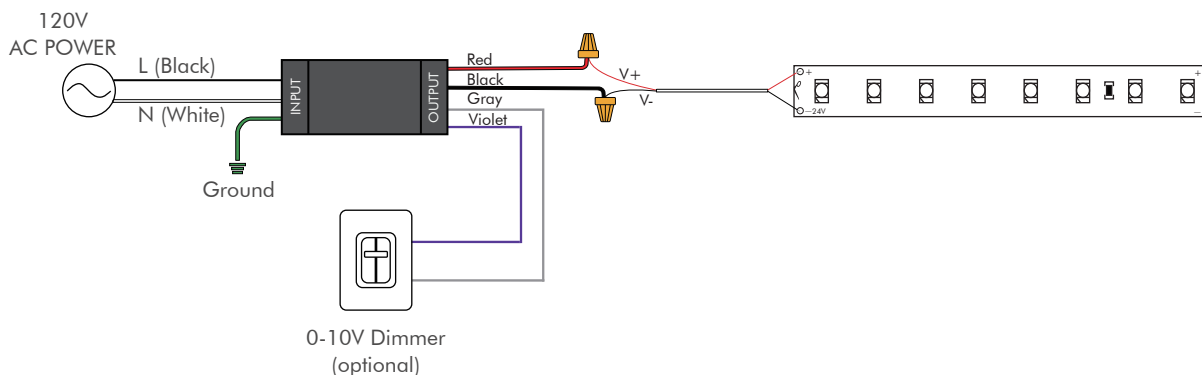 120V
AC POWER
L (Black)
N (White)
Ground
INPUT
OUTPUT
Red
Black
Gray
Violet
V+
V-
+
—24V
+
—
0-10V Dimmer
(optional)